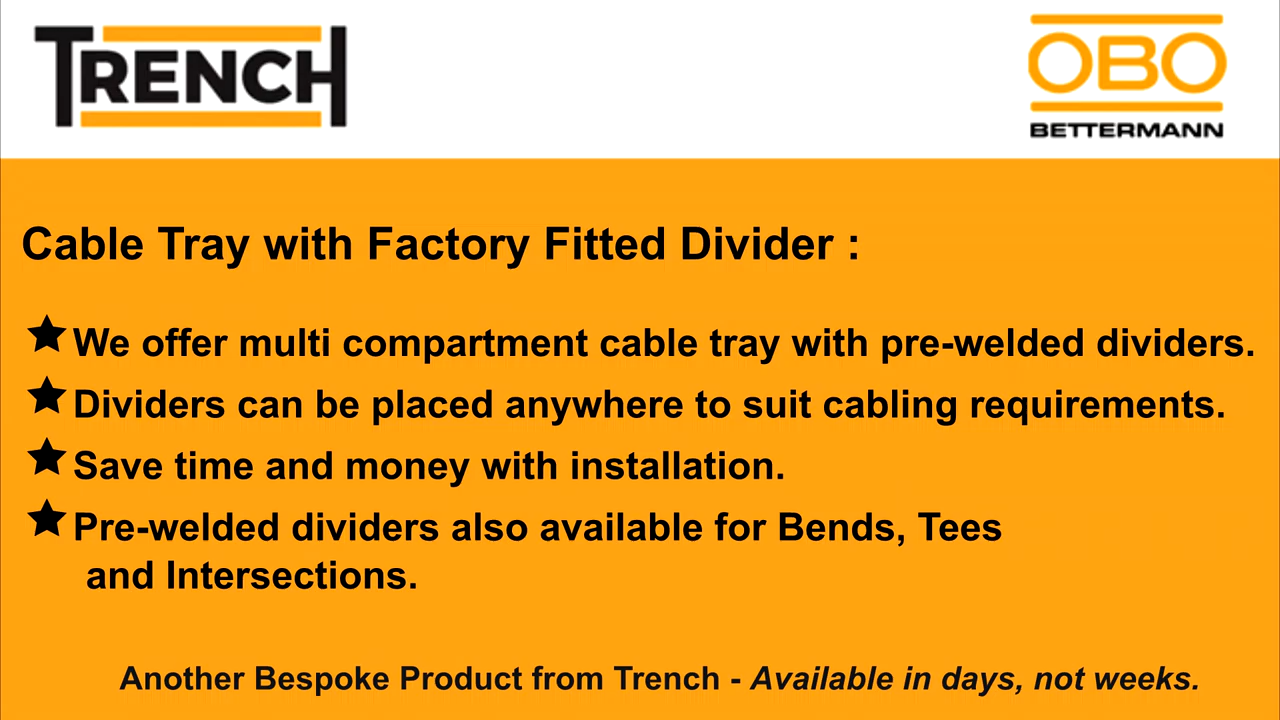 TRENCH
OBO
BETTERMANN
Cable Tray with Factory Fitted Divider :
We offer multi compartment cable tray with pre-welded dividers.
Dividers can be placed anywhere to suit cabling requirements.
Save time and money with installation.
Pre-welded dividers also available for Bends, Tees
and Intersections.
Another Bespoke Product from Trench - Available in days, not weeks.